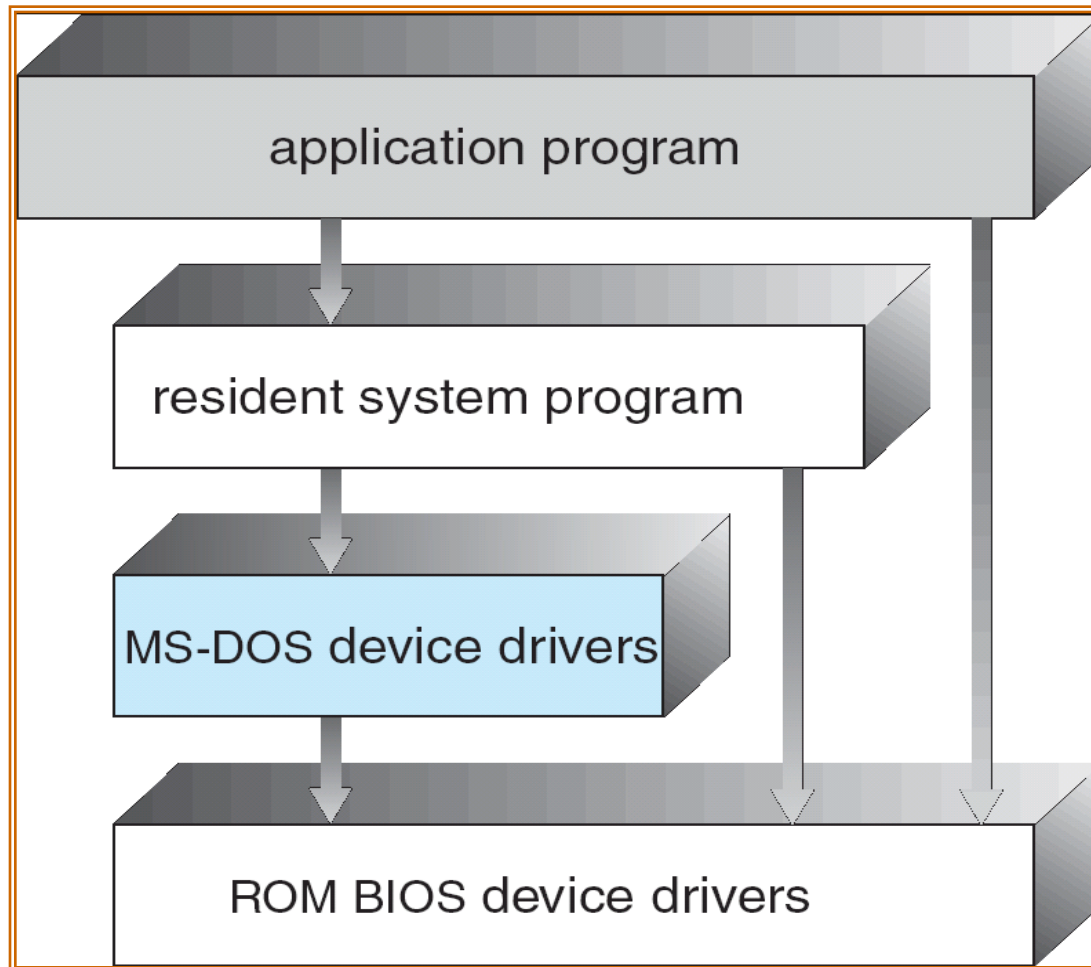 application program
resident system program
MS-DOS device drivers
ROM BIOS device drivers